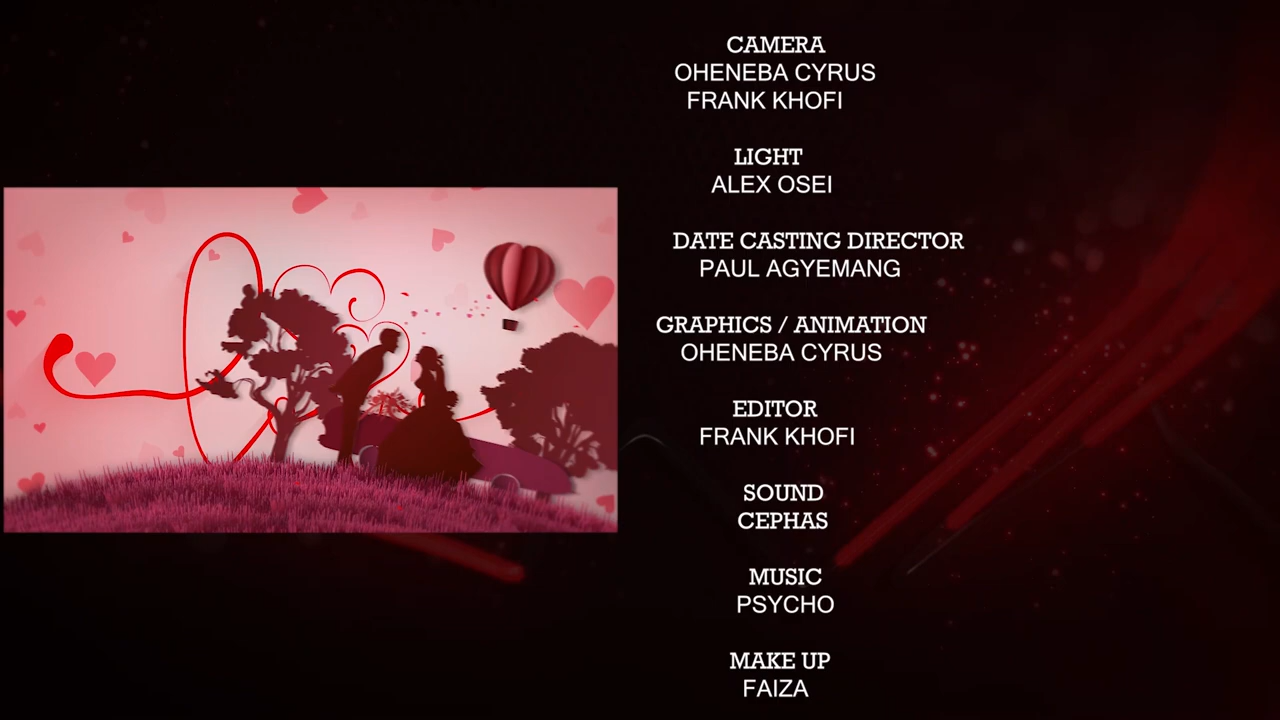 CAMERA
OHENEBA CYRUS
FRANK KHOFI
LIGHT
ALEX OSEI
DATE CASTING DIRECTOR
PAUL AGYEMANG
GRAPHICS / ANIMATION
OHENEBA CYRUS
EDITOR
FRANK KHOFI
SOUND
CEPHAS
MUSIC
PSYCHO
MAKE UP
FAIZA